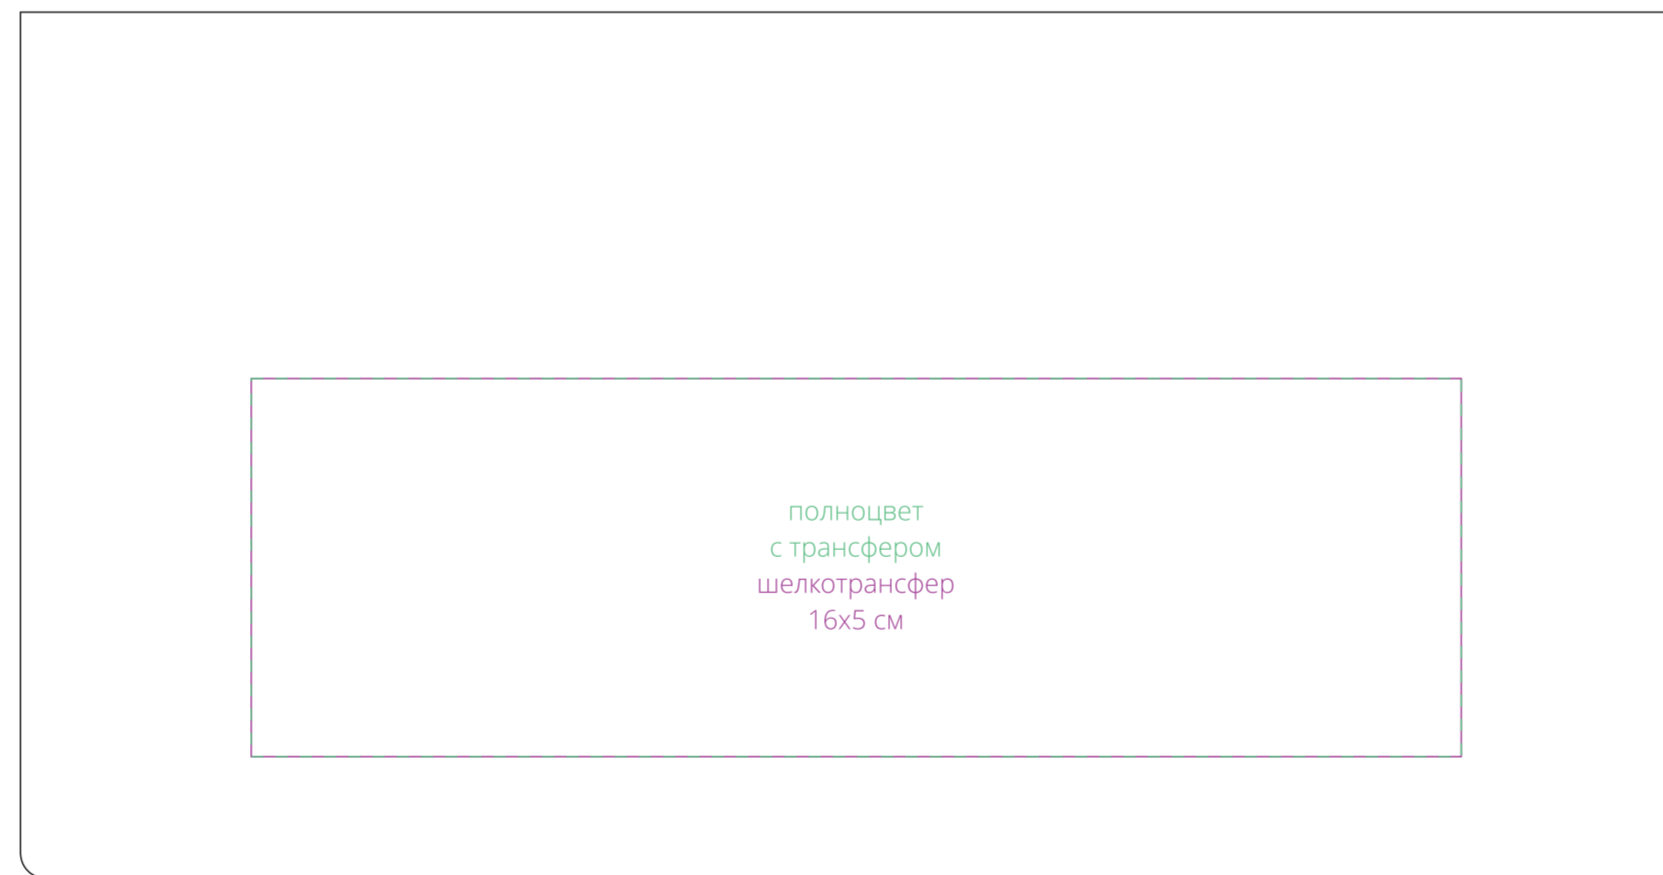 полноцвет
с трансфером
шелкотрансфер
16х5 см